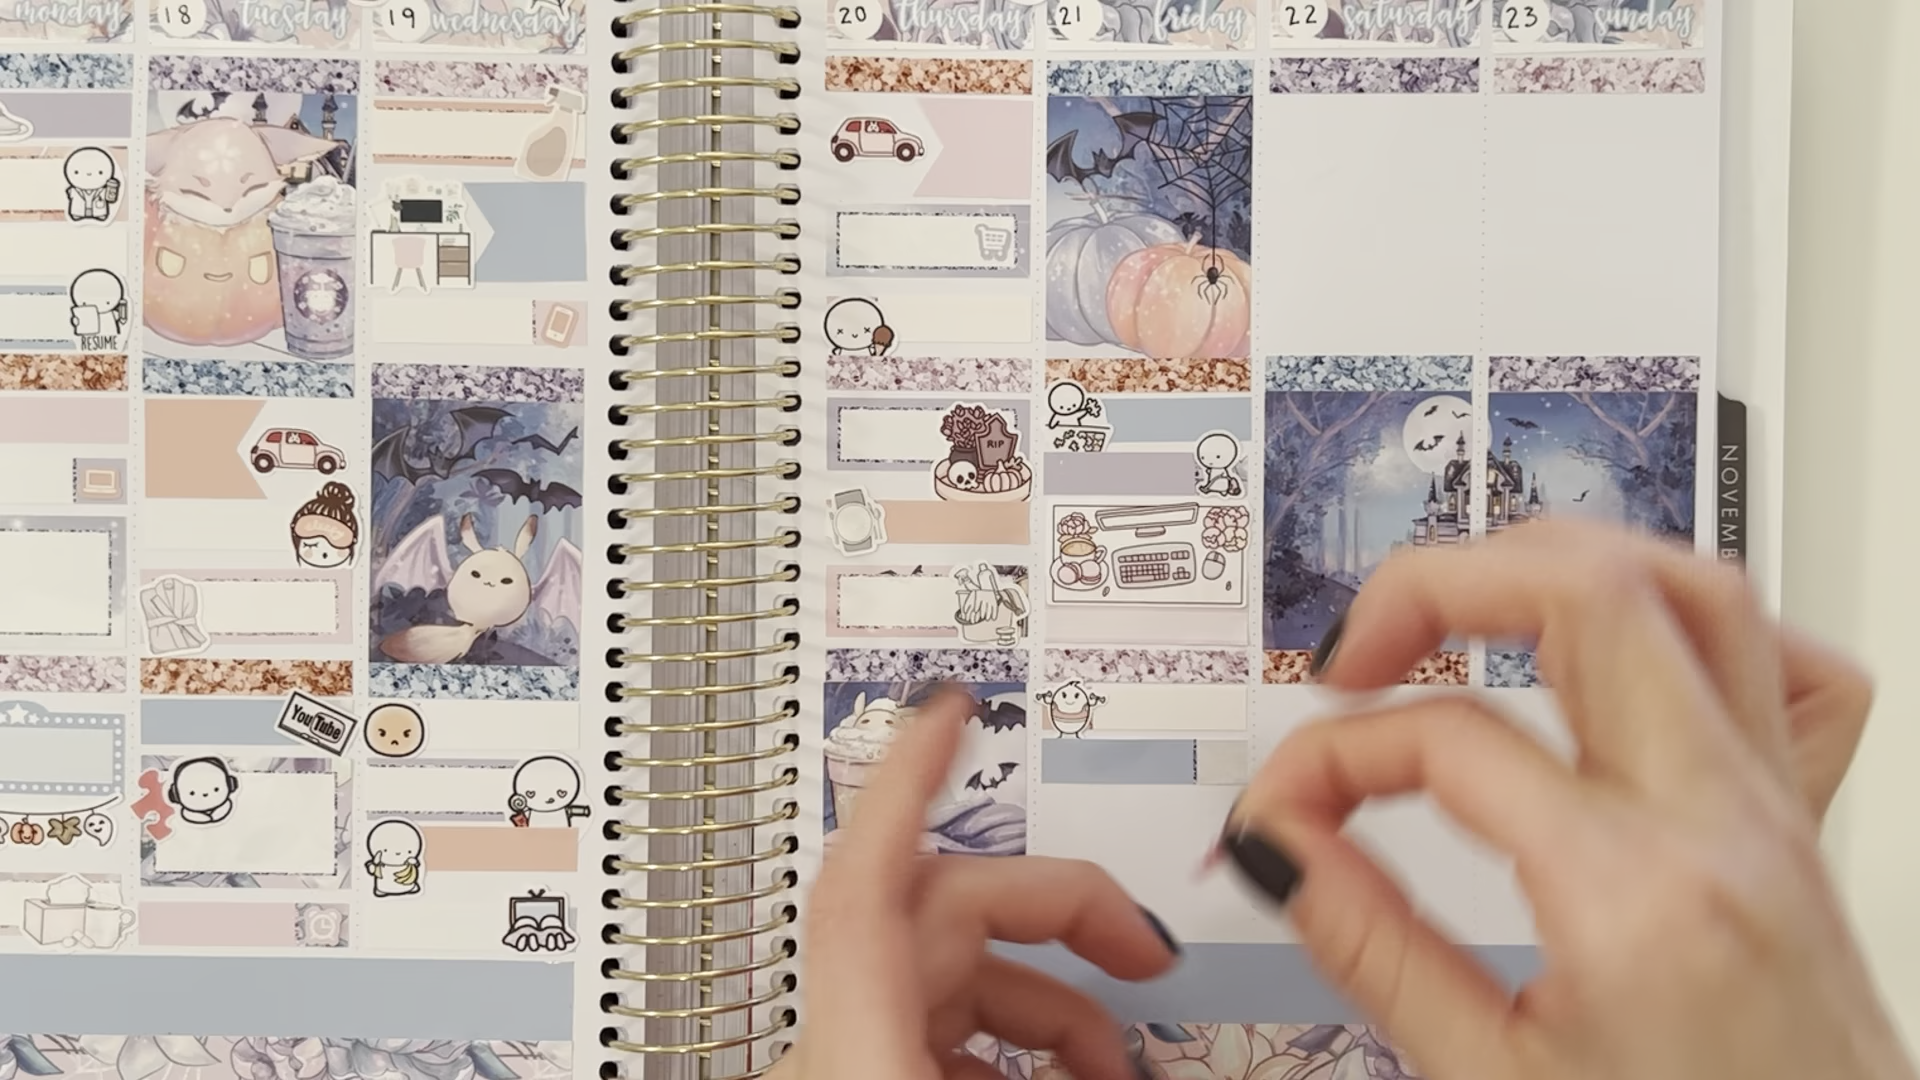 monday
18 tuesday
19 wednesday
20 thursday
21 friday
22 saturday
23 sunday
RESUME
RIP
YouTube
NOVEMB